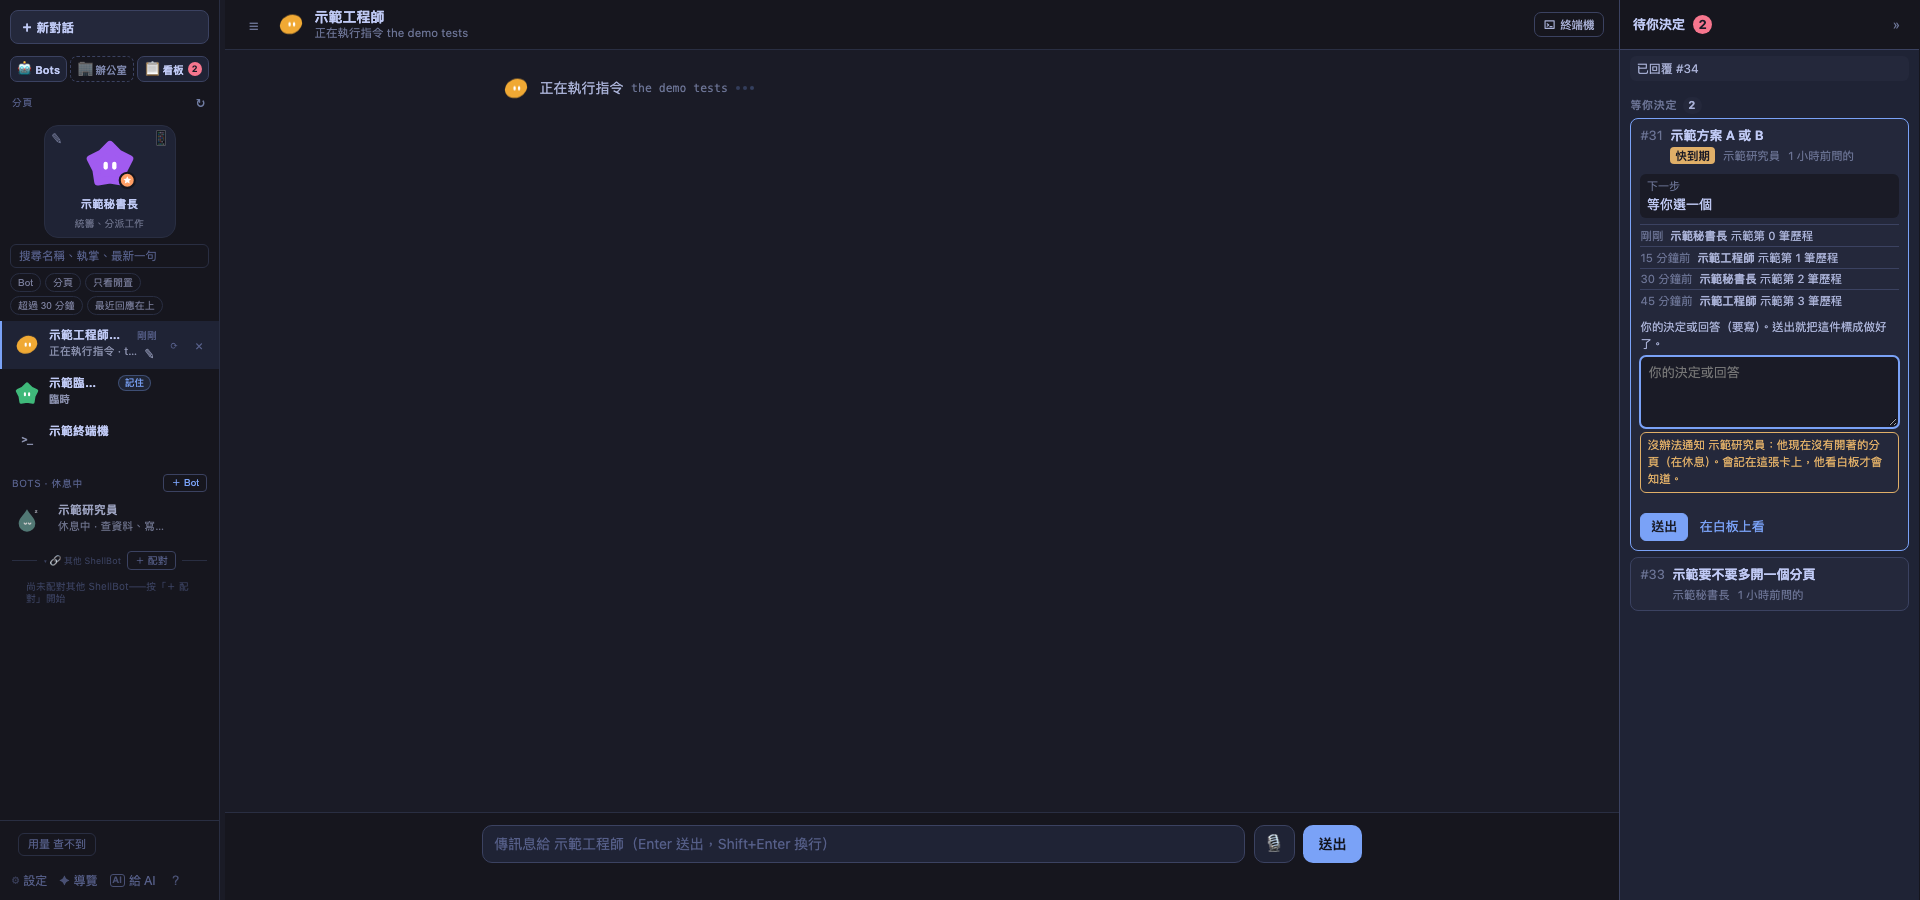 + 新對話
Bots
辦公室
看板 2
分頁
示範秘書長
統籌、分派工作
搜尋名稱、執掌、最新一句
Bot
分頁
只看閒置
超過 30 分鐘
最近回應在上
示範工程師...
剛剛
正在執行指令 · t...
示範臨...
記住
臨時
>_
示範終端機
BOTS · 休息中
+ Bot
示範研究員
休息中 · 查資料、寫...
其他 ShellBot
+ 配對
尚未配對其他 ShellBot——按「+ 配
對」開始
用量 查不到
設定
導覽
AI 給 AI
?
示範工程師
正在執行指令 the demo tests
終端機
正在執行指令 the demo tests
傳訊息給 示範工程師（Enter 送出，Shift+Enter 換行）
送出
待你決定 2
»
已回覆 #34
等你決定 2
#31 示範方案 A 或 B
快到期 示範研究員 1 小時前問的
下一步
等你選一個
剛剛 示範秘書長 示範第 0 筆歷程
15 分鐘前 示範工程師 示範第 1 筆歷程
30 分鐘前 示範秘書長 示範第 2 筆歷程
45 分鐘前 示範工程師 示範第 3 筆歷程
你的決定或回答（要寫）。送出就把這件標成做好
了。
你的決定或回答
沒辦法通知 示範研究員：他現在沒有開著的分
頁（在休息）。會記在這張卡上，他看白板才會
知道。
送出
在白板上看
#33 示範要不要多開一個分頁
示範秘書長 1 小時前問的